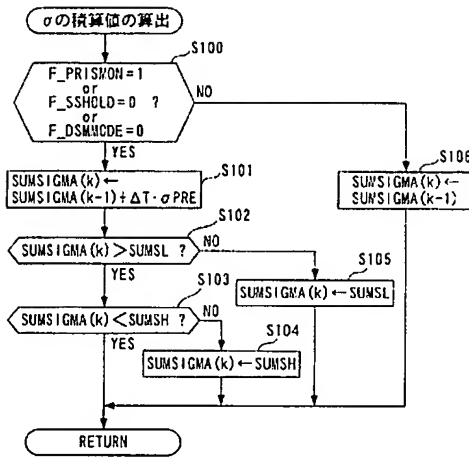 σの積算値の算出
S100
F_PRISMON=1
or
F_SSHOLD=0 ?
or
F_DSMMODE=0
NO
YES
S106
SUMSIGMA(k)←
SUMSIGMA(k-1)
S101
SUMSIGMA(k)←
SUMSIGMA(k-1)+ΔT·σPRE
S102
SUMSIGMA(k)>SUMSL ?
NO
YES
S105
SUMSIGMA(k)←SUMSL
S103
SUMSIGMA(k)<SUMSH ?
NO
YES
S104
SUMSIGMA(k)←SUMSH
RETURN